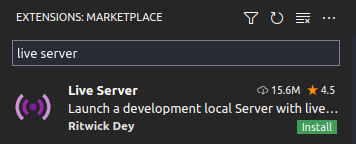 EXTENSIONS: MARKETPLACE
live server
Live Server 15.6M 4.5
Launch a development local Server with live...
Ritwick Dey Install